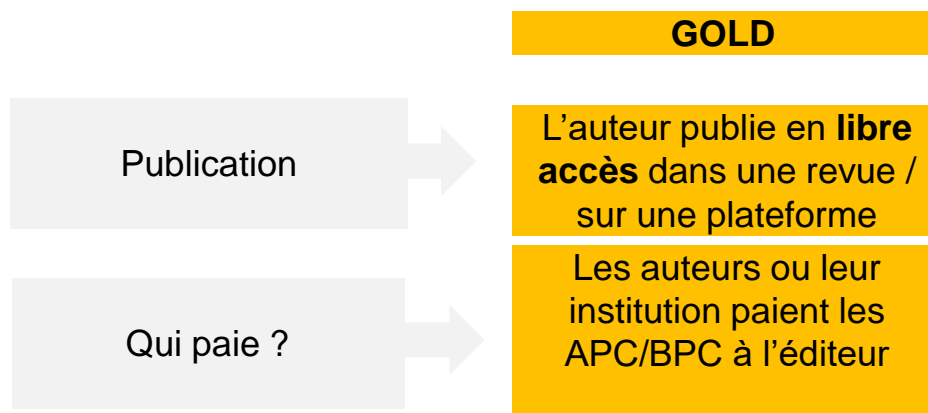 GOLD
Publication
L’auteur publie en libre
accès dans une revue /
sur une plateforme
Qui paie ?
Les auteurs ou leur
institution paient les
APC/BPC à l’éditeur